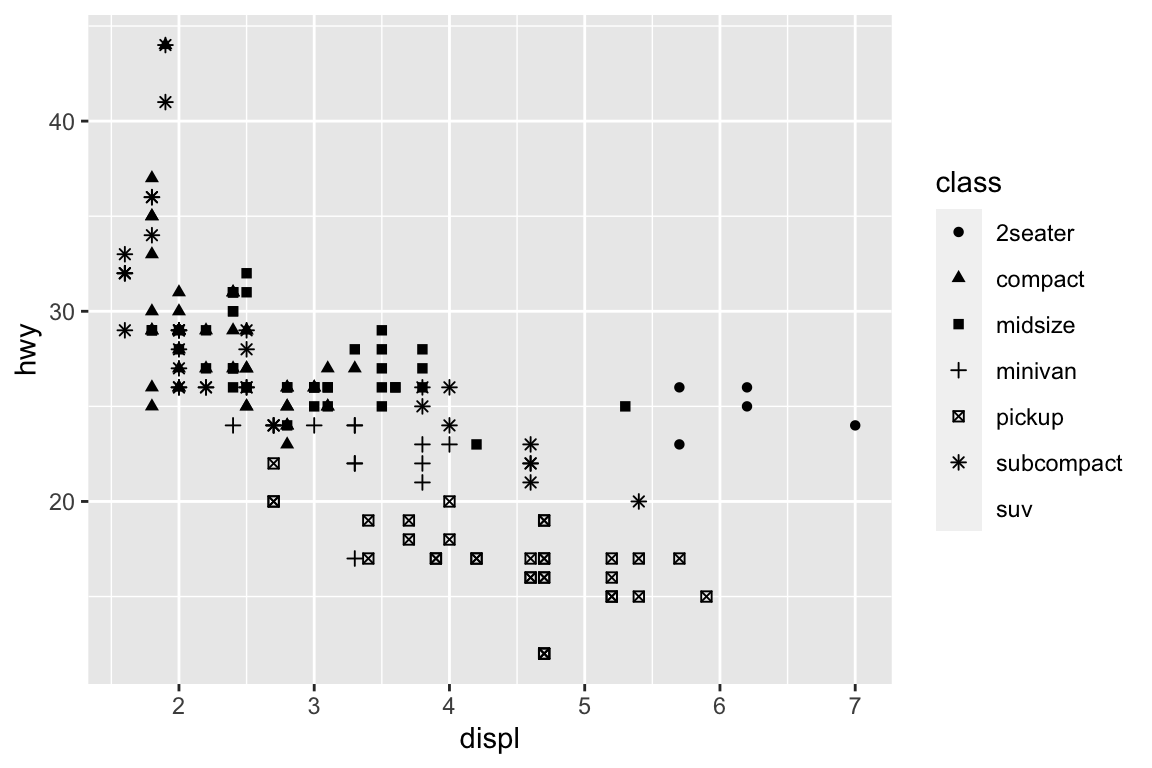 40
30
20
hwy
2 3 4 5 6 7
displ
class
2seater
compact
midsize
minivan
pickup
subcompact
suv